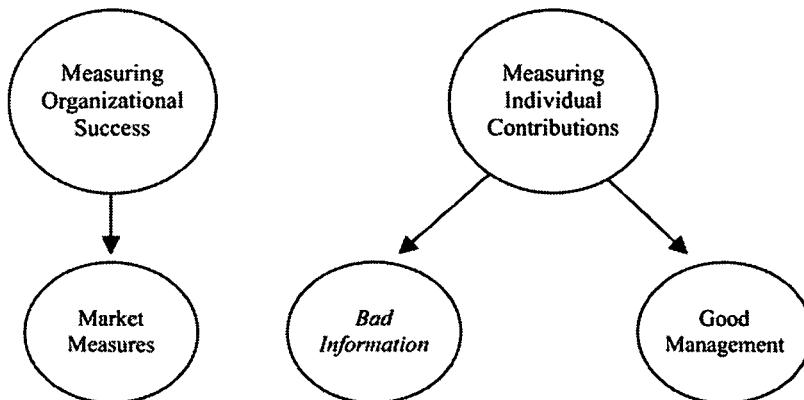 Measuring
Organizational
Success
Measuring
Individual
Contributions
Market
Measures
Bad
Information
Good
Management